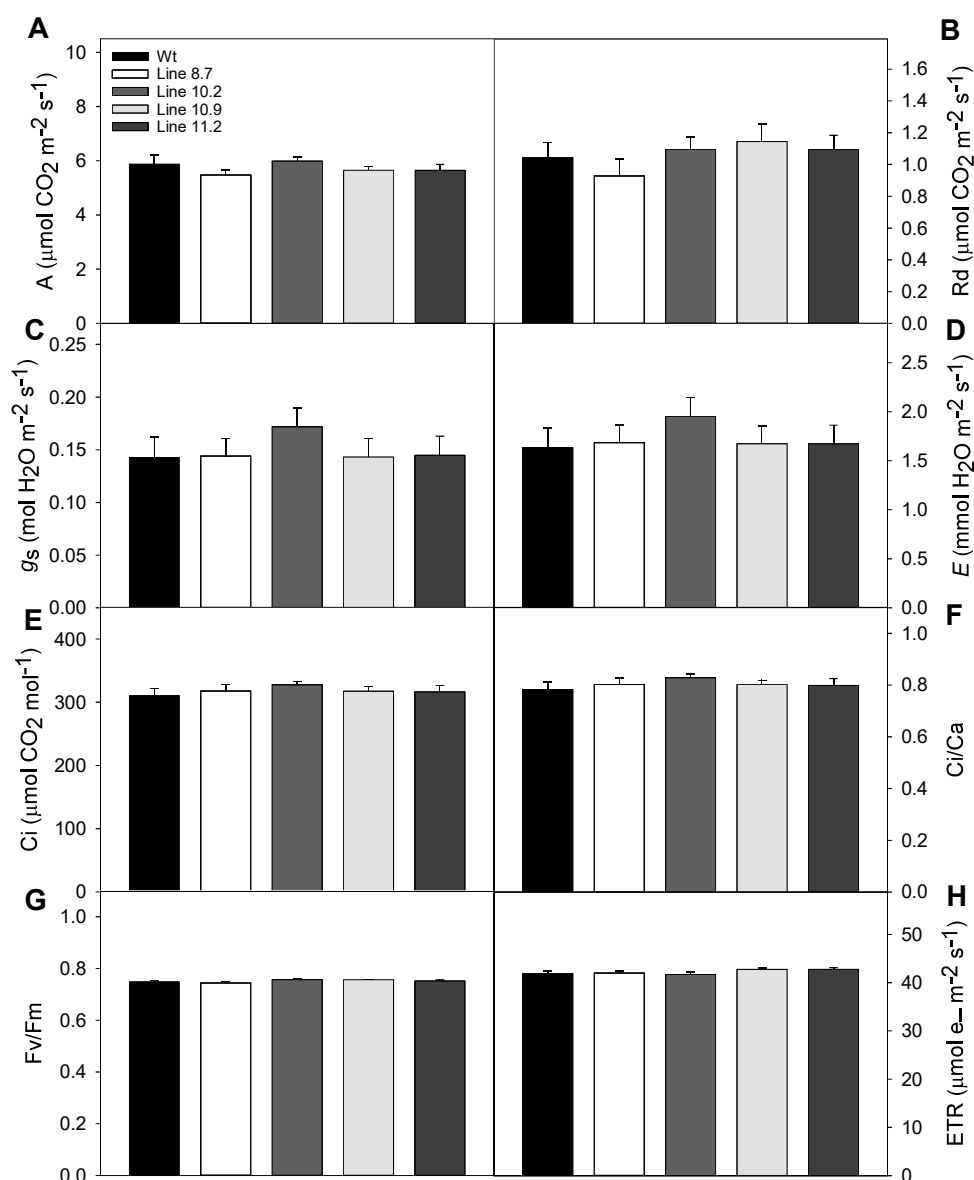 A
B
10
8
6
4
2
0
A (μmol CO2 m-2 s-1)
Wt
Line 8.7
Line 10.2
Line 10.9
Line 11.2
1.6
1.4
1.2
1.0
0.8
0.6
0.4
0.2
0.0
Rd (μmol CO2 m-2 s-1)
C
D
0.25
0.20
0.15
0.10
0.05
0.00
gs (mol H2O m-2 s-1)
2.5
2.0
1.5
1.0
0.5
0.0
E (mmol H2O m-2 s-1)
E
F
400
300
200
100
0
Ci (μmol CO2 mol-1)
1.0
0.8
0.6
0.4
0.2
0.0
Ci/Ca
G
H
1.0
0.8
0.6
0.4
0.2
0.0
Fv/Fm
50
40
30
20
10
0
ETR (μmol e– m-2 s-1)